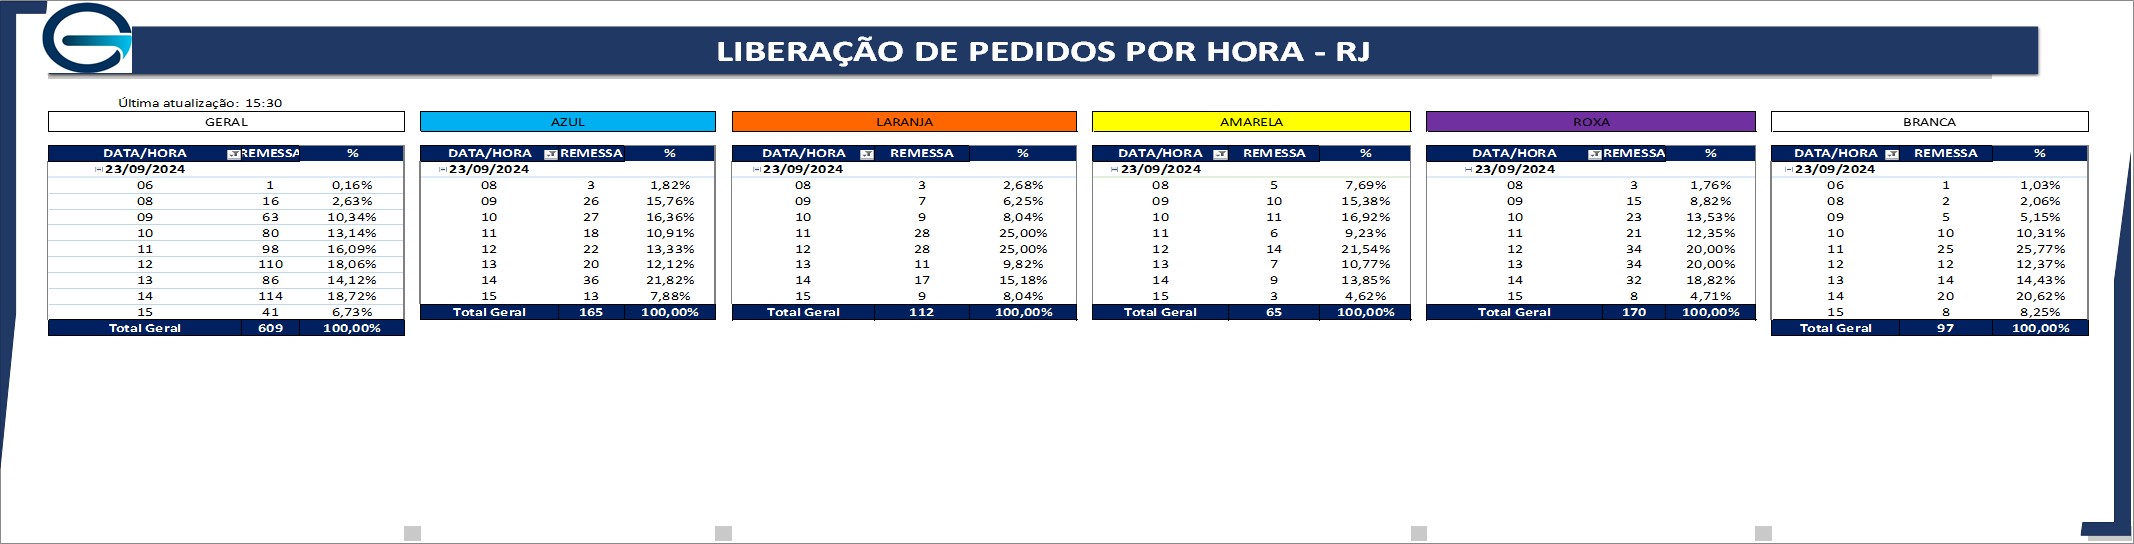 LIBERAÇÃO DE PEDIDOS POR HORA - RJ
Última atualização: 15:30
GERAL
DATA/HORA REMESSA %
23/09/2024
06 1 0,16%
08 16 2,63%
09 63 10,34%
10 80 13,14%
11 98 16,09%
12 110 18,06%
13 86 14,12%
14 114 18,72%
15 41 6,73%
Total Geral 609 100,00%
AZUL
DATA/HORA REMESSA %
23/09/2024
08 3 1,82%
09 26 15,76%
10 27 16,36%
11 18 10,91%
12 22 13,33%
13 20 12,12%
14 36 21,82%
15 13 7,88%
Total Geral 165 100,00%
LARANJA
DATA/HORA REMESSA %
23/09/2024
08 3 2,68%
09 7 6,25%
10 9 8,04%
11 28 25,00%
12 28 25,00%
13 11 9,82%
14 17 15,18%
15 9 8,04%
Total Geral 112 100,00%
AMARELA
DATA/HORA REMESSA %
23/09/2024
08 5 7,69%
09 10 15,38%
10 11 16,92%
11 6 9,23%
12 14 21,54%
13 7 10,77%
14 9 13,85%
15 3 4,62%
Total Geral 65 100,00%
ROXA
DATA/HORA REMESSA %
23/09/2024
08 3 1,76%
09 15 8,82%
10 23 13,53%
11 21 12,35%
12 34 20,00%
13 34 20,00%
14 32 18,82%
15 8 4,71%
Total Geral 170 100,00%
BRANCA
DATA/HORA REMESSA %
23/09/2024
06 1 1,03%
08 2 2,06%
09 5 5,15%
10 10 10,31%
11 25 25,77%
12 12 12,37%
13 14 14,43%
14 20 20,62%
15 8 8,25%
Total Geral 97 100,00%